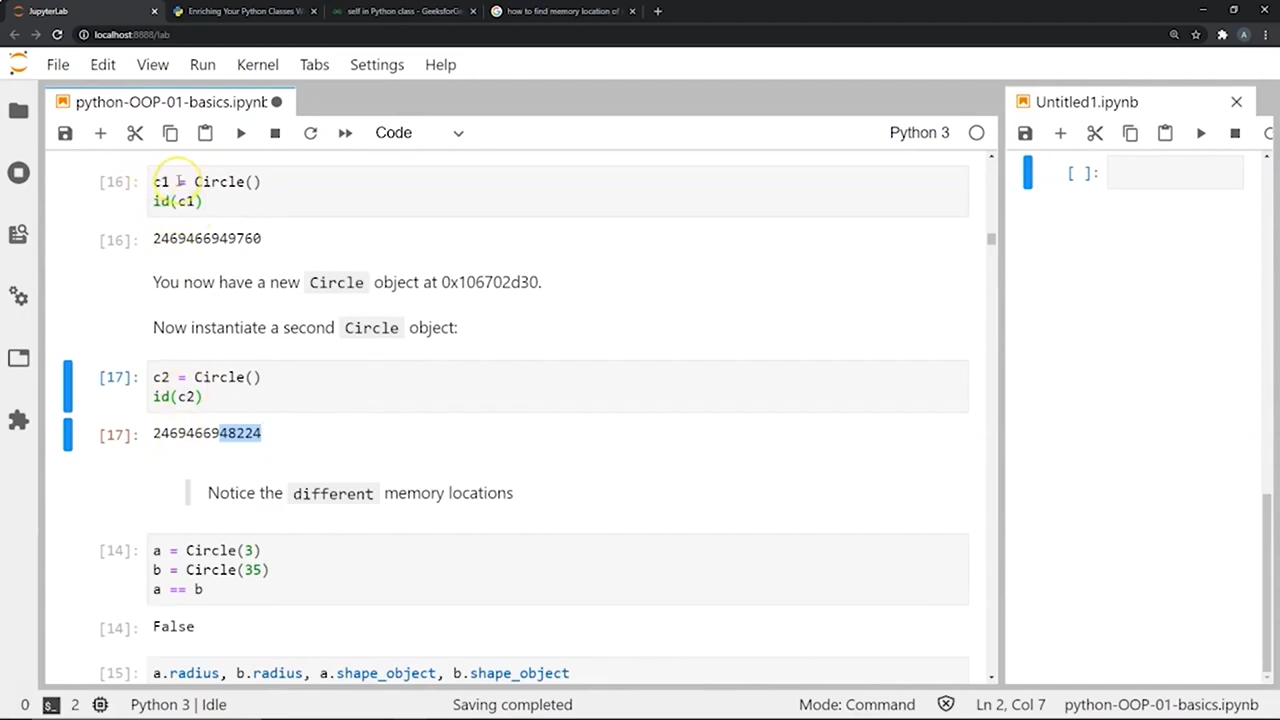 JupyterLab
Enriching Your Python Classes W
self in Python class - GeeksforGe
how to find memory location of
localhost:8888/lab
File Edit View Run Kernel Tabs Settings Help
python-OOP-01-basics.ipynb
Untitled1.ipynb
Code
Python 3
[16]: c1 = Circle()
id(c1)
[16]: 2469466949760
You now have a new Circle object at 0x106702d30.
Now instantiate a second Circle object:
[17]: c2 = Circle()
id(c2)
[17]: 2469466948224
Notice the different memory locations
[14]: a = Circle(3)
b = Circle(35)
a == b
[14]: False
[15]: a.radius, b.radius, a.shape_object, b.shape_object
[ ]:
0 2 Python 3 | Idle Saving completed Mode: Command Ln 2, Col 7 python-OOP-01-basics.ipynb